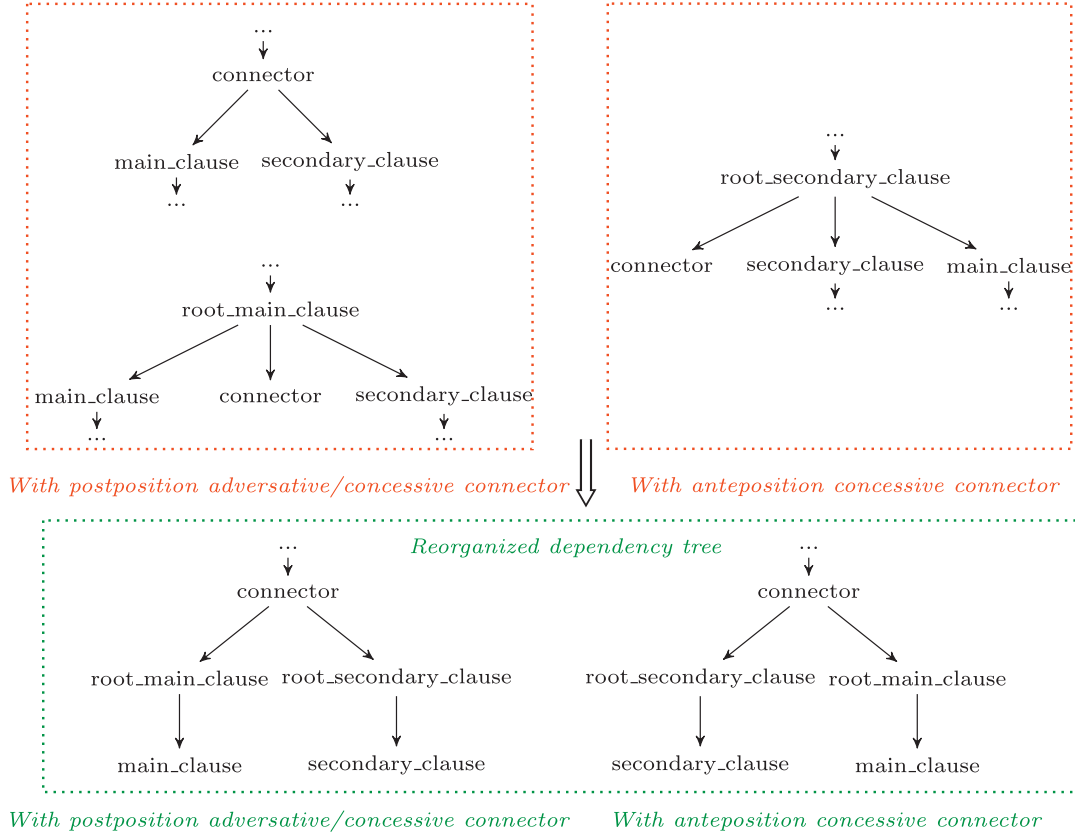 ...
connector
main_clause secondary_clause
... ...
...
root_main_clause
main_clause connector secondary_clause
... ...
With postposition adversative/concessive connector
...
root_secondary_clause
connector secondary_clause main_clause
... ...
With anteposition concessive connector
Reorganized dependency tree
...
connector
root_main_clause root_secondary_clause
main_clause secondary_clause
With postposition adversative/concessive connector
...
connector
root_secondary_clause root_main_clause
secondary_clause main_clause
With anteposition concessive connector